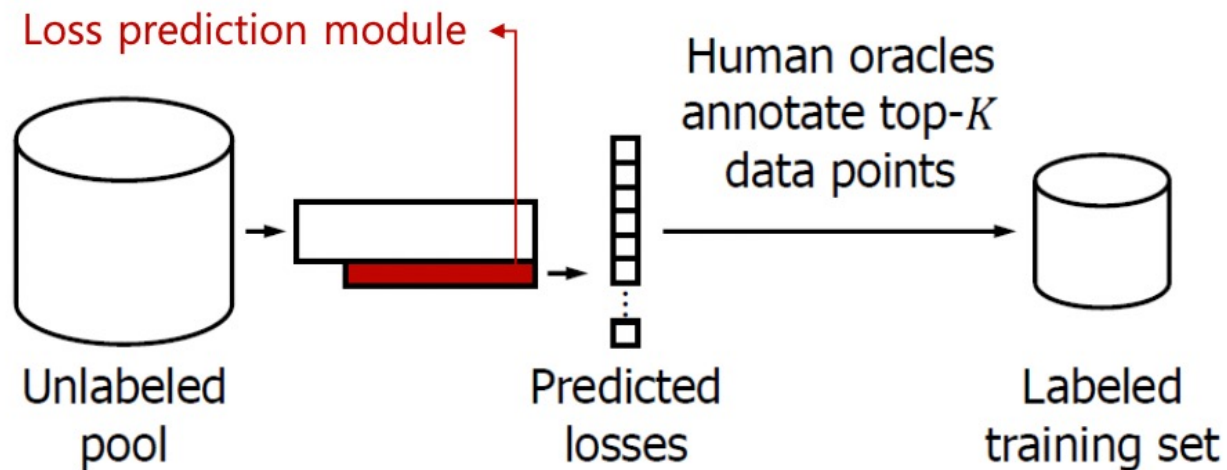 Loss prediction module
Human oracles
annotate top-K
data points
Unlabeled
pool
Predicted
losses
Labeled
training set